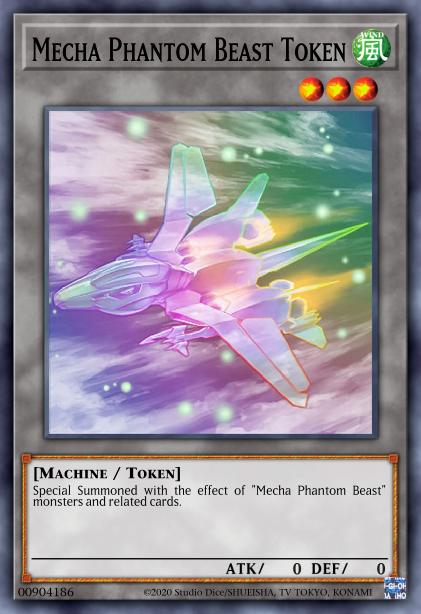 Mecha Phantom Beast Token
WIND
風
[Machine / Token]
Special Summoned with the effect of "Mecha Phantom Beast"
monsters and related cards.
ATK/ 0 DEF/ 0
00904186
©2020 Studio Dice/SHUEISHA, TV TOKYO, KONAMI